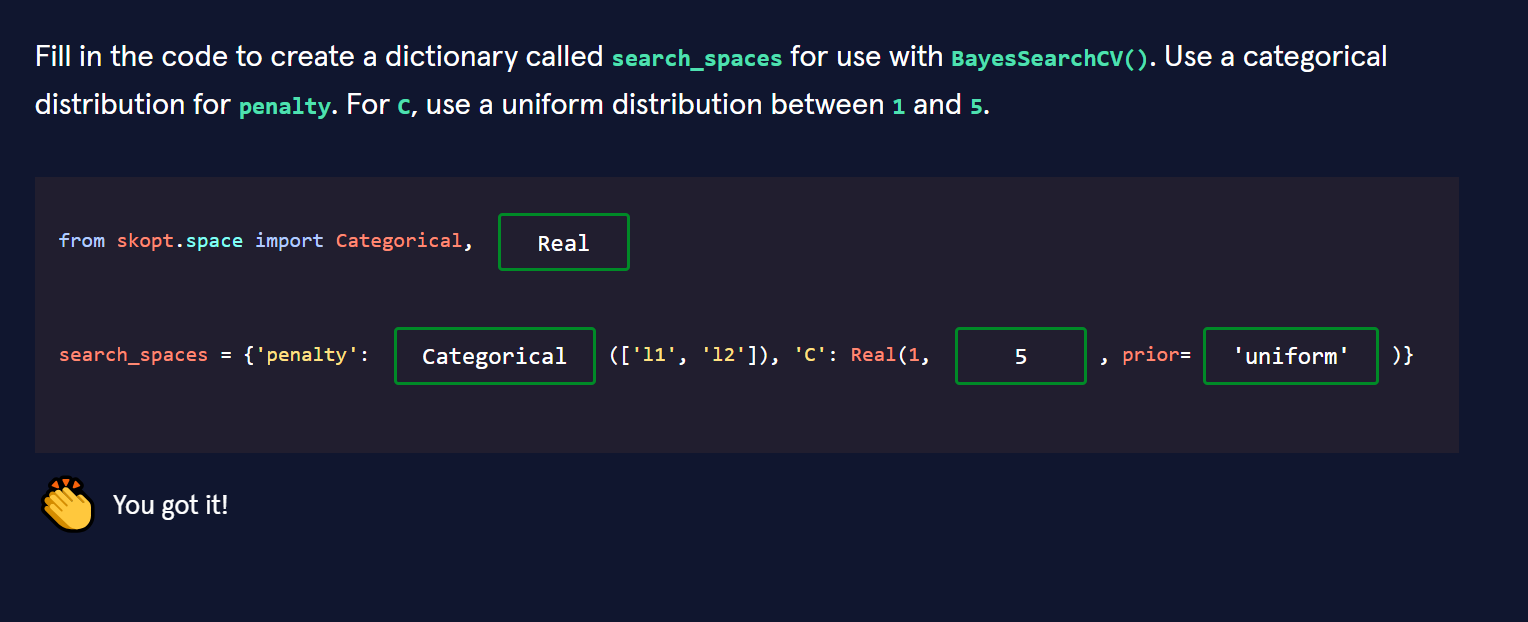 Fill in the code to create a dictionary called search_spaces for use with BayesSearchCV(). Use a categorical
distribution for penalty. For C, use a uniform distribution between 1 and 5.
from skopt.space import Categorical, Real
search_spaces = {'penalty': Categorical (['l1', 'l2']), 'C': Real(1, 5 , prior= 'uniform' )}
You got it!